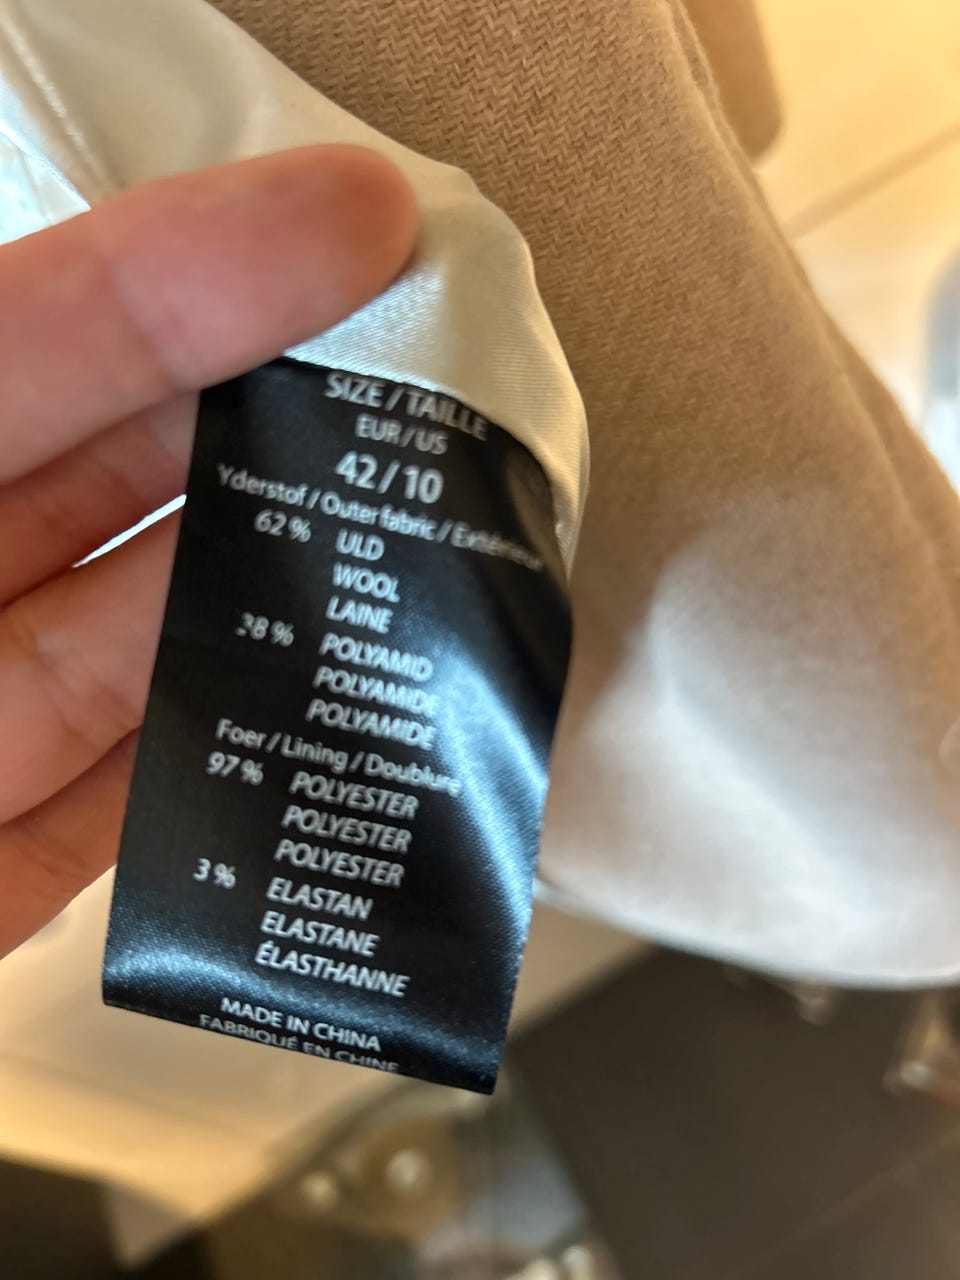 SIZE / TAILLE
EUR / US
42 / 10
Yderstof / Outer fabric / Extérieur
62 % ULD
WOOL
LAINE
38 % POLYAMID
POLYAMIDE
POLYAMIDE
Foer / Lining / Doublure
97 % POLYESTER
POLYESTER
POLYESTER
3 % ELASTAN
ELASTANE
ÉLASTHANNE
MADE IN CHINA
FABRIQUÉ EN CHINE